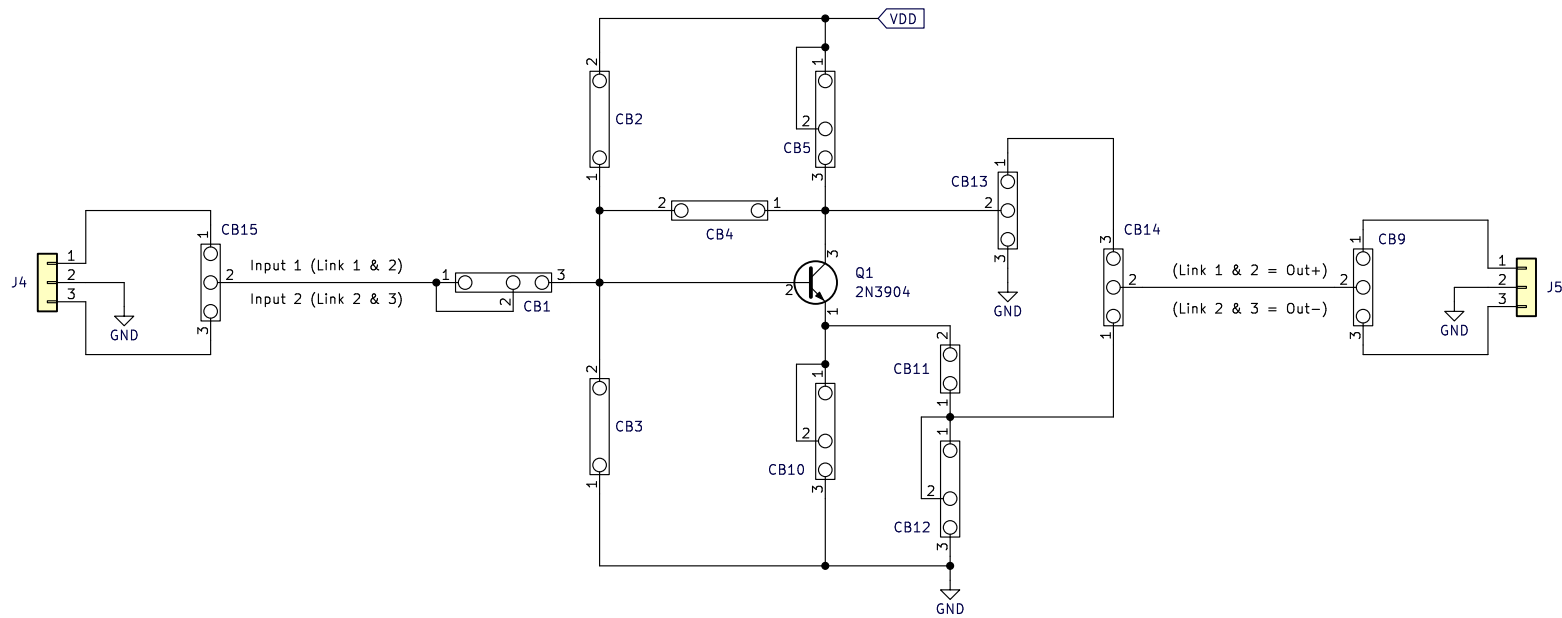 VDD
2
1
CB2
2
1
CB5
3
1
CB13
CB15
1
2
1
CB4
2
3
CB14
1
CB9
J4
1
2
3
2
Input 1 (Link 1 & 2)
Input 2 (Link 2 & 3)
1
2
3
CB1
3
2
Q1
2N3904
1
3
GND
2
(Link 1 & 2 = Out+)
(Link 2 & 3 = Out-)
2
1
2
3
J5
GND
3
GND
1
3
2
CB11
1
2
CB3
1
1
2
CB10
3
1
2
CB12
3
GND